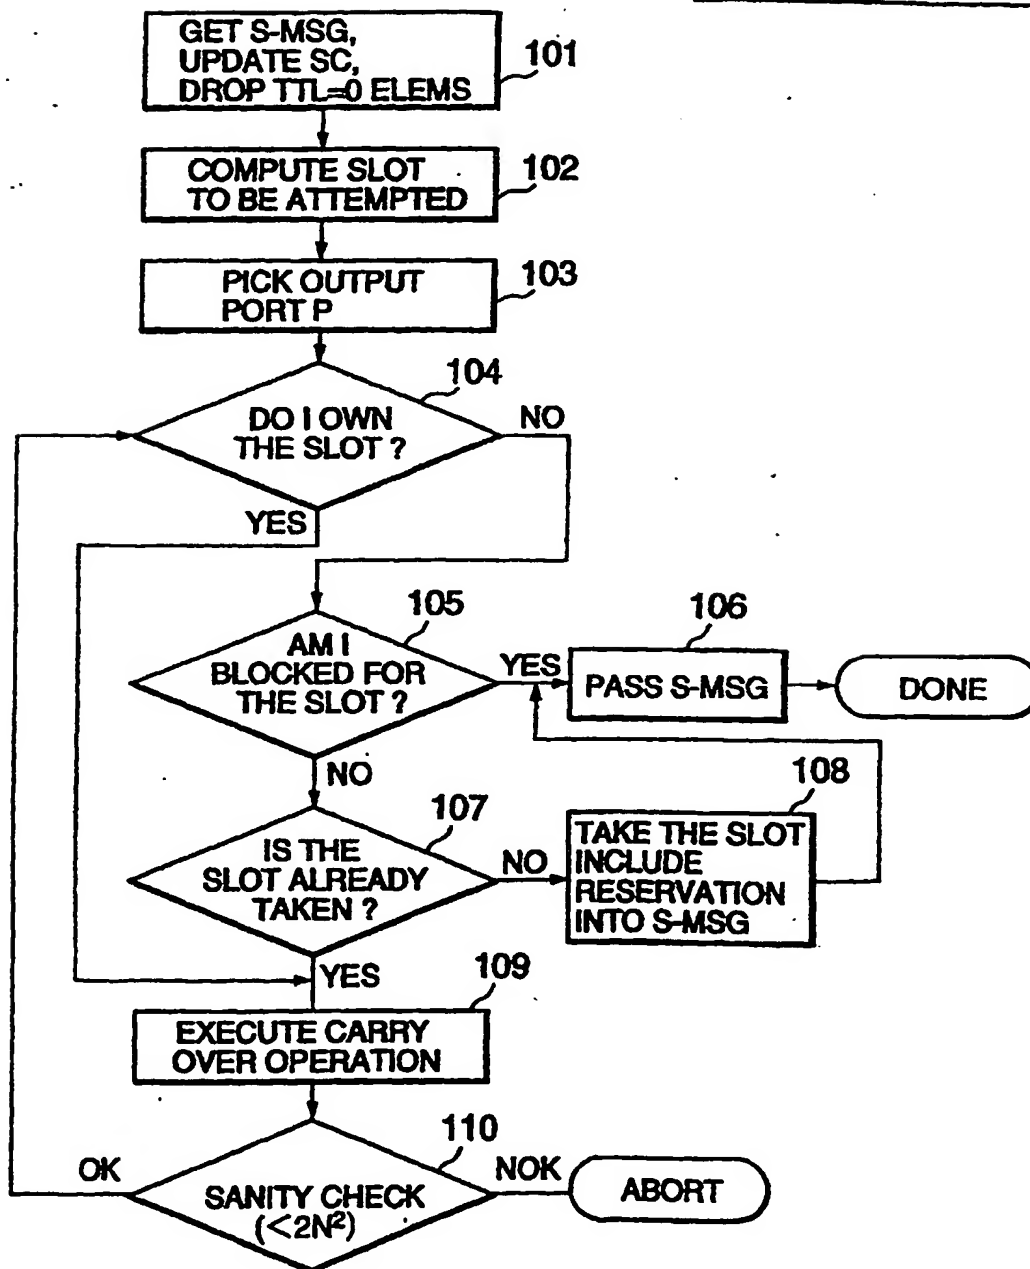 GET S-MSG,
UPDATE SC,
DROP TTL=0 ELEMS
101
COMPUTE SLOT
TO BE ATTEMPTED
102
PICK OUTPUT
PORT P
103
104
DO I OWN
THE SLOT ?
NO
YES
105
AM I
BLOCKED FOR
THE SLOT ?
YES
106
PASS S-MSG
DONE
NO
107
IS THE
SLOT ALREADY
TAKEN ?
NO
108
TAKE THE SLOT
INCLUDE
RESERVATION
INTO S-MSG
YES
109
EXECUTE CARRY
OVER OPERATION
110
OK
SANITY CHECK
(<2N²)
NOK
ABORT